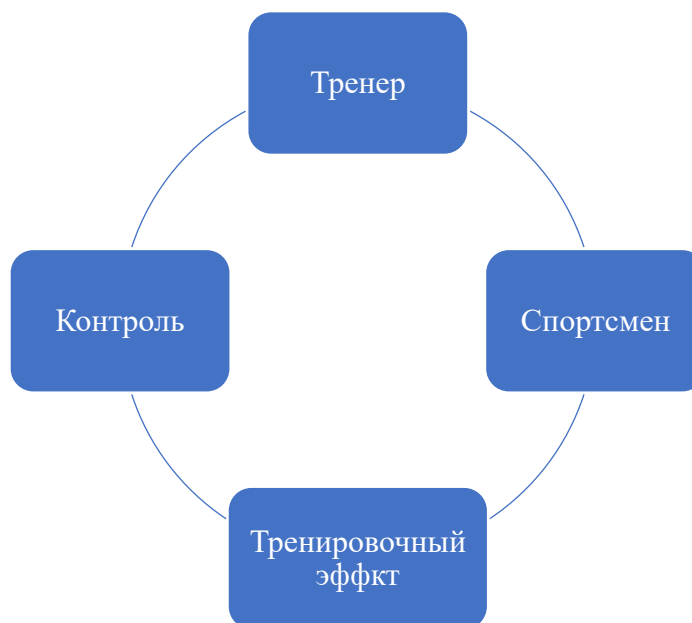 Тренер
Контроль
Спортсмен
Тренировочный
эффкт